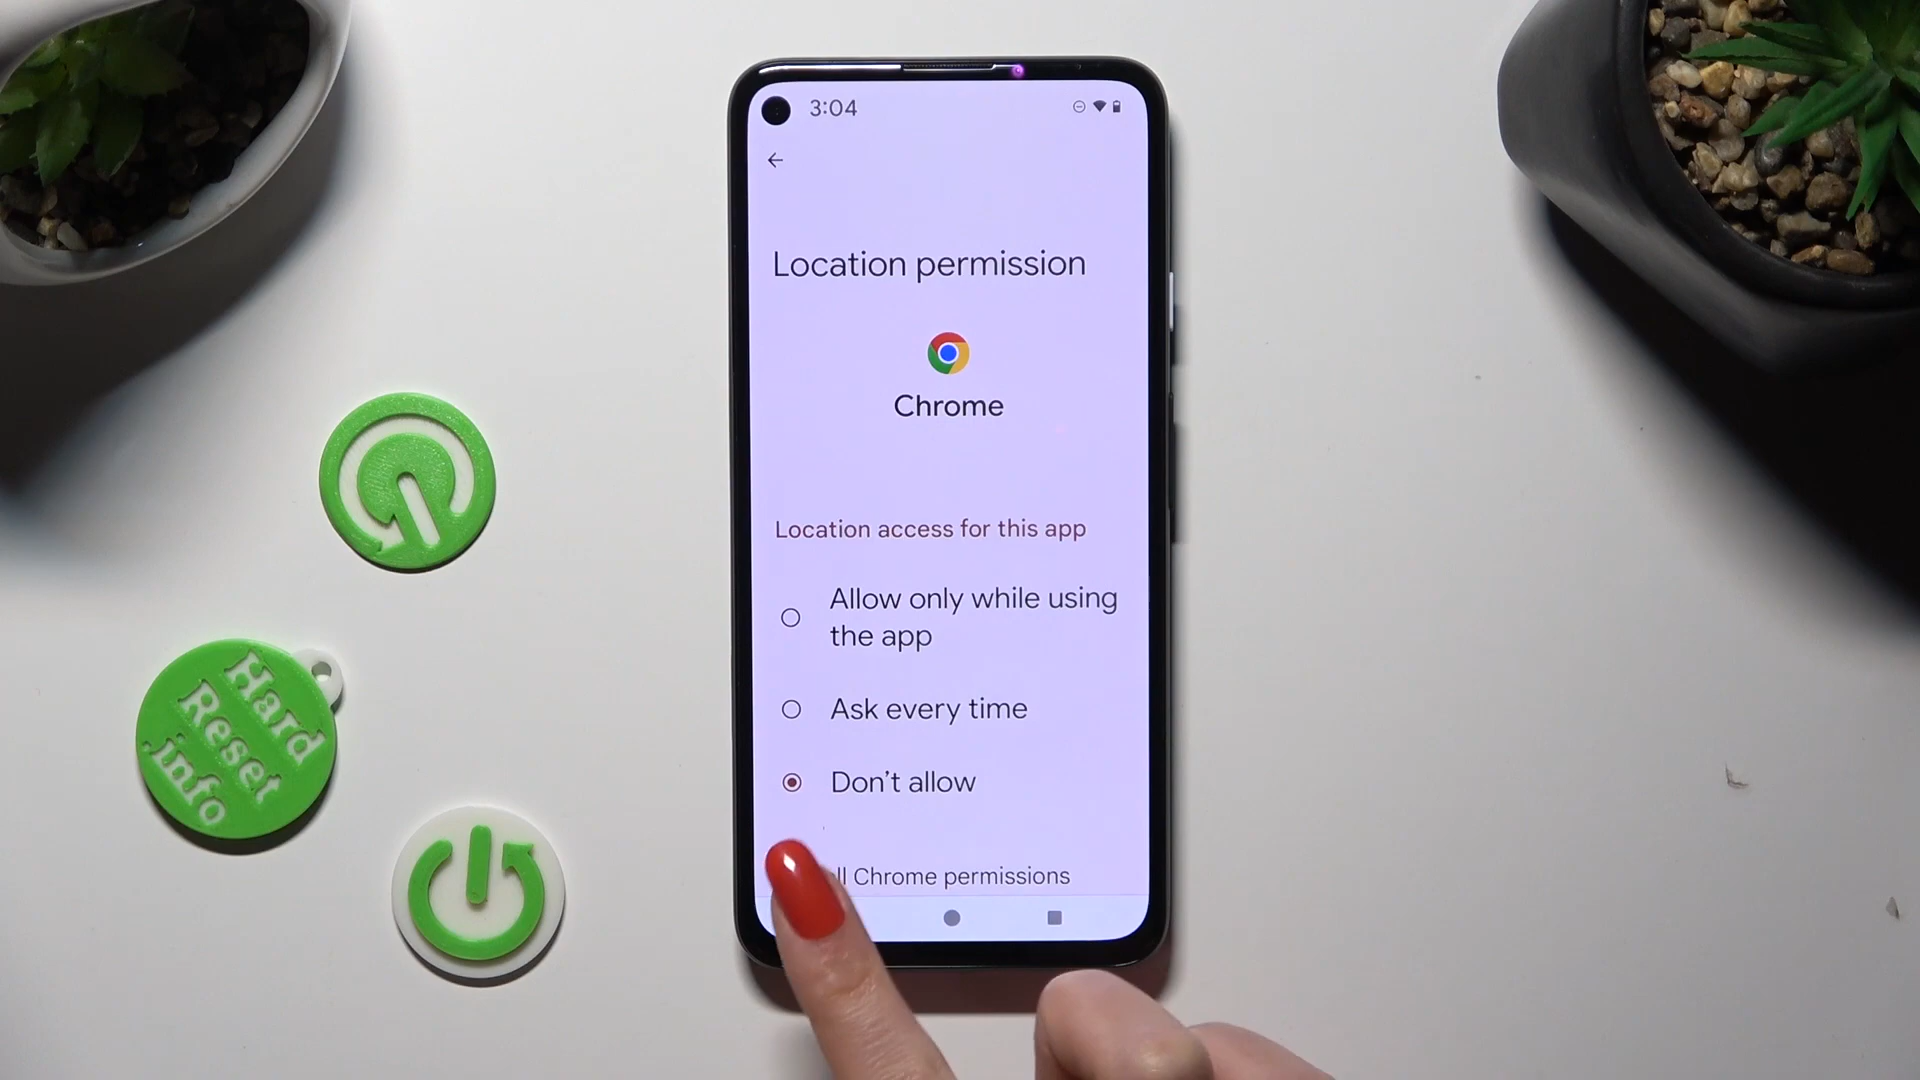 3:04
Location permission
Chrome
Location access for this app
Allow only while using
the app
Ask every time
Don't allow
Chrome permissions
Hard
Reset
.info